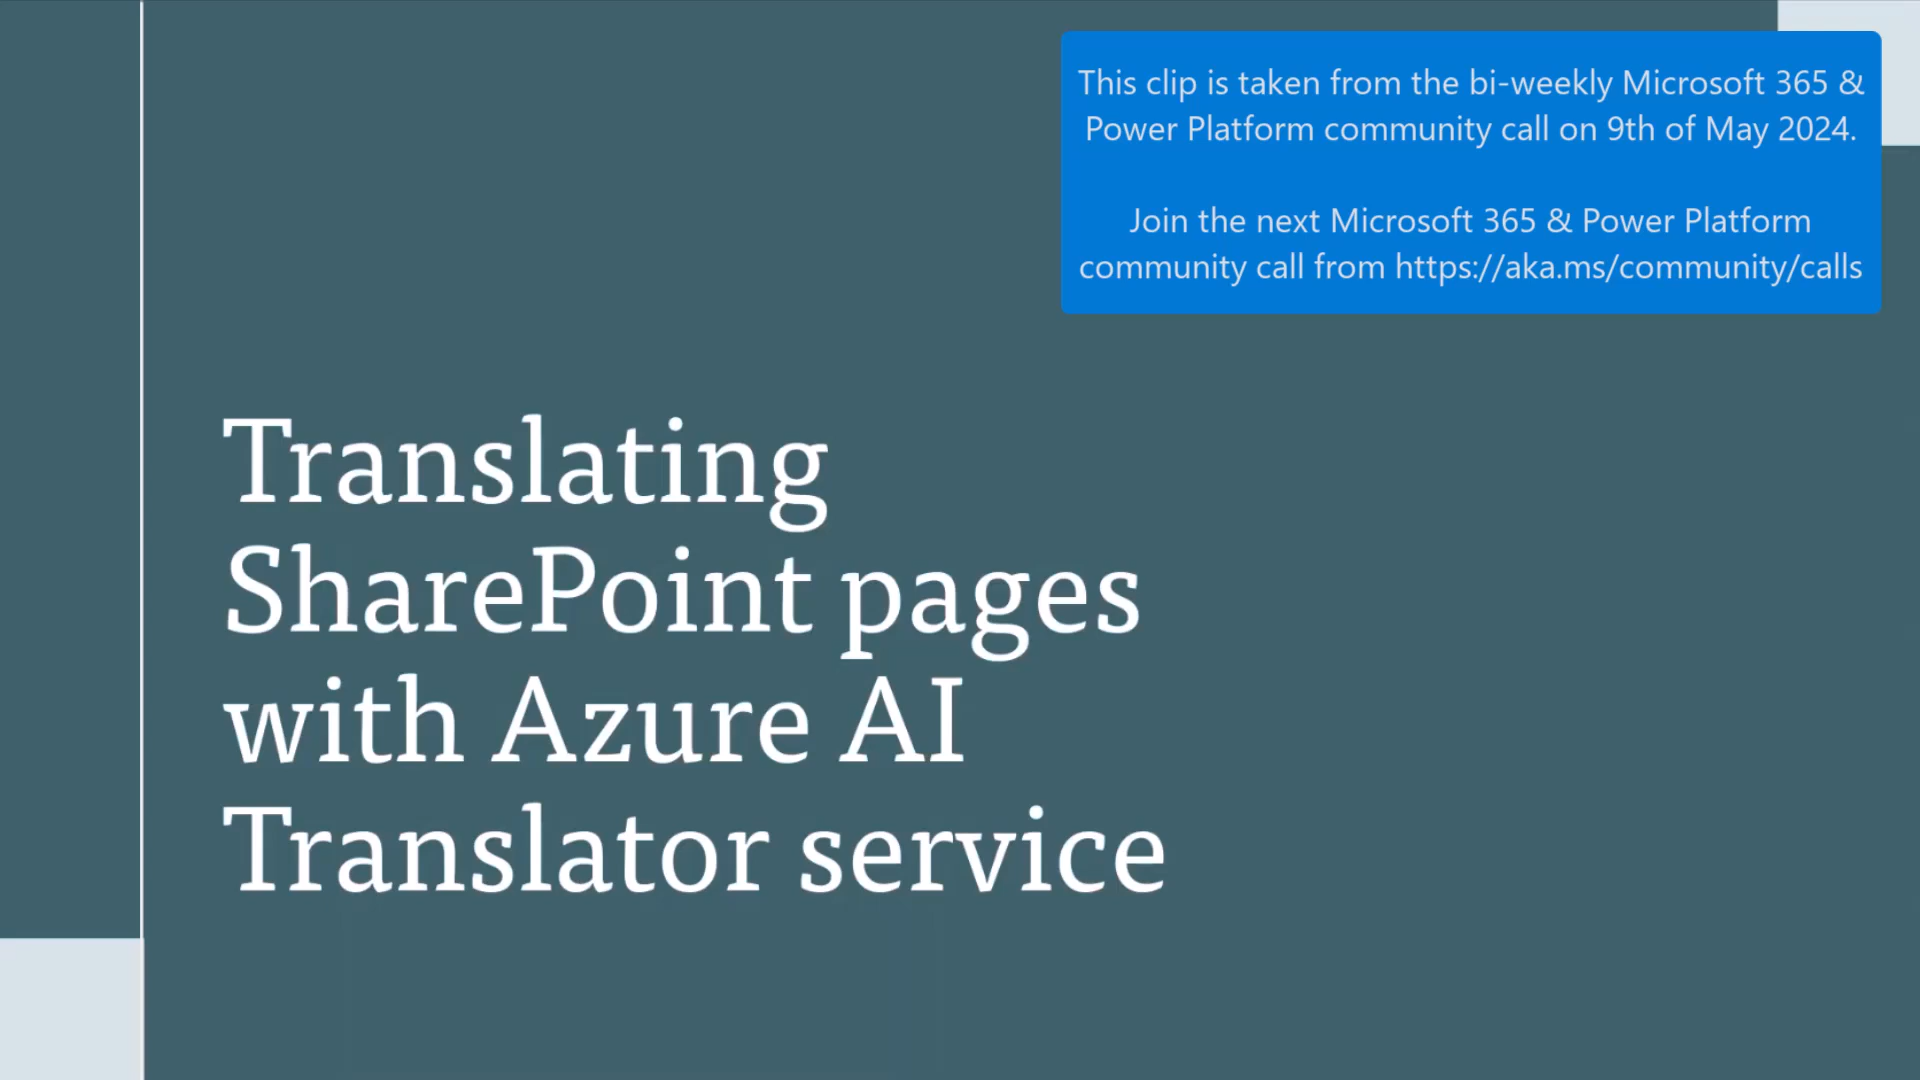 This clip is taken from the bi-weekly Microsoft 365 &
Power Platform community call on 9th of May 2024.
Join the next Microsoft 365 & Power Platform
community call from https://aka.ms/community/calls
Translating
SharePoint pages
with Azure AI
Translator service